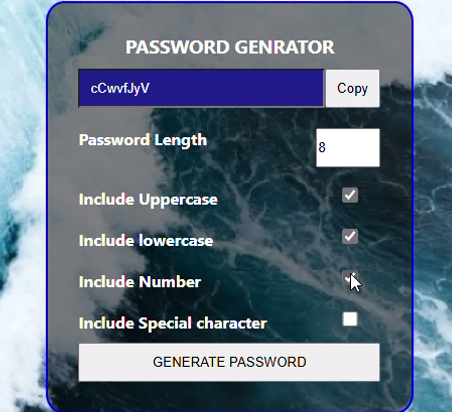 PASSWORD GENRATOR
cCwvfJyV Copy
Password Length 8
Include Uppercase
Include lowercase
Include Number
Include Special character
GENERATE PASSWORD